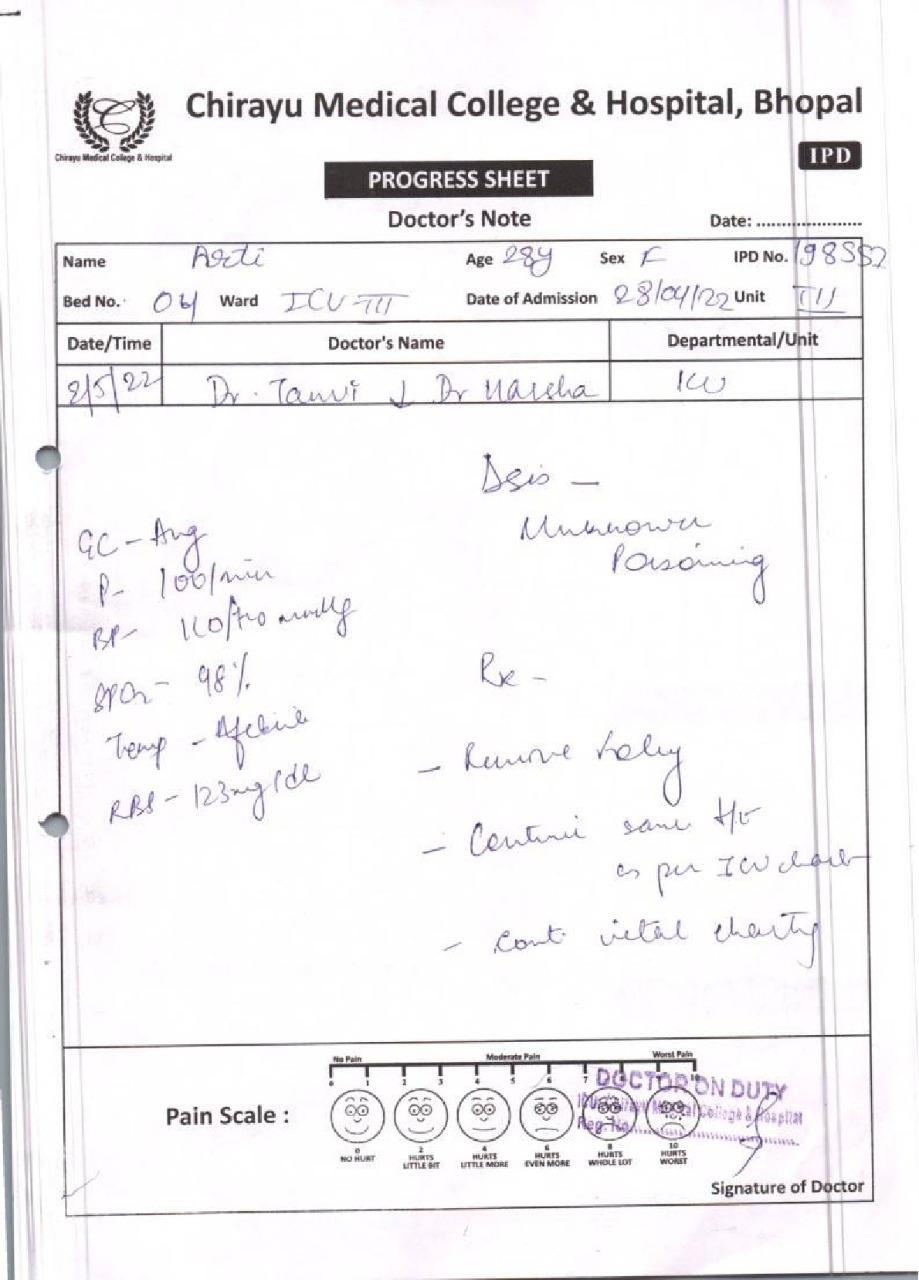 Chirayu Medical College & Hospital, Bhopal
Chirayu Medical College & Hospital
IPD
PROGRESS SHEET
Doctor's Note Date: .....................
Name Arti Age 28y Sex F IPD No.
Bed No. 04 Ward ICU-III Date of Admission 28/04/22 Unit III
Date/Time Doctor's Name Departmental/Unit
2/5/22 Dr. Tanvi Dr Harsha ICU
Dsis -
Unknown
Poisoning
GC - Avg
P- 100/min
BP- 110/70 mmHg
SPO2 - 98%
Temp - Afebrile
RBS - 123mg/dl
Rx -
- Remove foley
- Continue same t/t
as per ICU chart
- Cont. vital charting
No Pain Moderate Pain Worst Pain
0 1 2 3 4 5 6 7 8 9 10
Pain Scale :
0 2 4 6 8 10
NO HURT HURTS LITTLE BIT HURTS LITTLE MORE HURTS EVEN MORE HURTS WHOLE LOT HURTS WORST
DOCTOR ON DUTY
Chirayu Medical College & Hospital
Reg. No.
Signature of Doctor